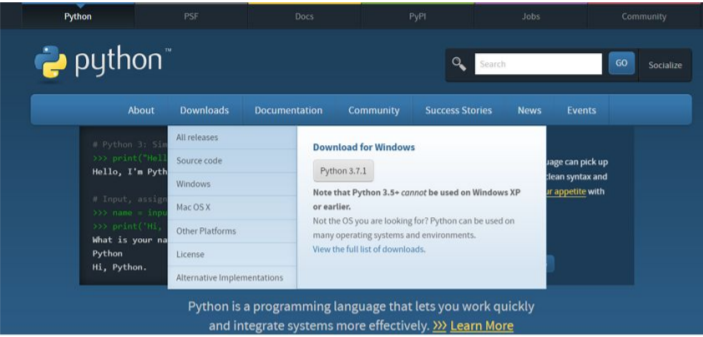 Python
PSF
Docs
PyPI
Jobs
Community
python™
Search
GO
Socialize
About
Downloads
Documentation
Community
Success Stories
News
Events
# Python 3: Sim
>>> print("Hell
Hello, I'm Pyth
# Input, assign
>>> name = inpu
>>> print('Hi,
What is your na
Python
Hi, Python.
All releases
Source code
Windows
Mac OS X
Other Platforms
License
Alternative Implementations
Download for Windows
Python 3.7.1
Note that Python 3.5+ cannot be used on Windows XP
or earlier.
Not the OS you are looking for? Python can be used on
many operating systems and environments.
View the full list of downloads.
uage can pick up
clean syntax and
ur appetite with
Python is a programming language that lets you work quickly
and integrate systems more effectively. >>> Learn More